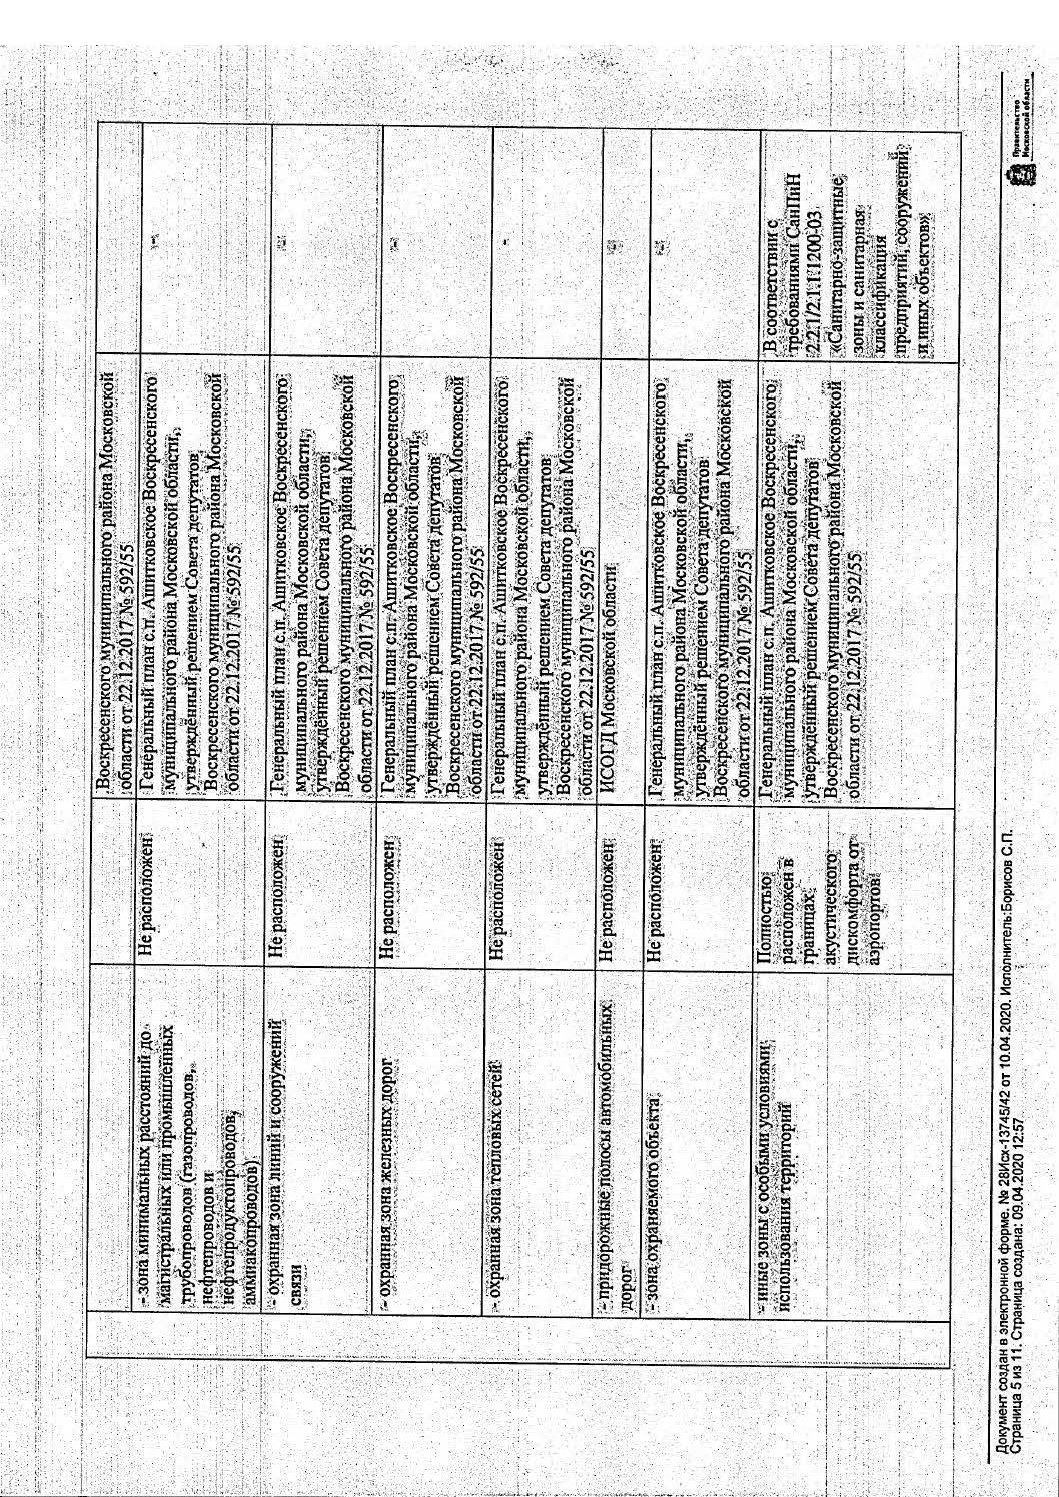 Воскресенского муниципального района Московской
области от 22.12.2017 № 592/55
- зона минимальных расстояний до
магистральных или промышленных
трубопроводов (газопроводов,
нефтепроводов и
нефтепродуктопроводов,
аммиакопроводов)
Не расположен
Генеральный план с.п. Ашитковское Воскресенского
муниципального района Московской области,
утверждённый решением Совета депутатов
Воскресенского муниципального района Московской
области от 22.12.2017 № 592/55
-
- охранная зона линий и сооружений
связи
Не расположен
Генеральный план с.п. Ашитковское Воскресенского
муниципального района Московской области,
утверждённый решением Совета депутатов
Воскресенского муниципального района Московской
области от 22.12.2017 № 592/55
-
- охранная зона железных дорог
Не расположен
Генеральный план с.п. Ашитковское Воскресенского
муниципального района Московской области,
утверждённый решением Совета депутатов
Воскресенского муниципального района Московской
области от 22.12.2017 № 592/55
-
- охранная зона тепловых сетей
Не расположен
Генеральный план с.п. Ашитковское Воскресенского
муниципального района Московской области,
утверждённый решением Совета депутатов
Воскресенского муниципального района Московской
области от 22.12.2017 № 592/55
-
- придорожные полосы автомобильных
дорог
Не расположен
ИСОГД Московской области
-
- зона охраняемого объекта
Не расположен
Генеральный план с.п. Ашитковское Воскресенского
муниципального района Московской области,
утверждённый решением Совета депутатов
Воскресенского муниципального района Московской
области от 22.12.2017 № 592/55
-
- иные зоны с особыми условиями
использования территорий
Полностью
расположен в
границах
акустического
дискомфорта от
аэропортов
Генеральный план с.п. Ашитковское Воскресенского
муниципального района Московской области,
утверждённый решением Совета депутатов
Воскресенского муниципального района Московской
области от 22.12.2017 № 592/55
В соответствии с
требованиями СанПиН
2.2.1/2.1.1.1200-03
«Санитарно-защитные
зоны и санитарная
классификация
предприятий, сооружений
и иных объектов»
Документ создан в электронной форме. № 28Исх-13745/42 от 10.04.2020. Исполнитель:Борисов С.П.
Страница 5 из 11. Страница создана: 09.04.2020 12:57
Правительство
Московской области